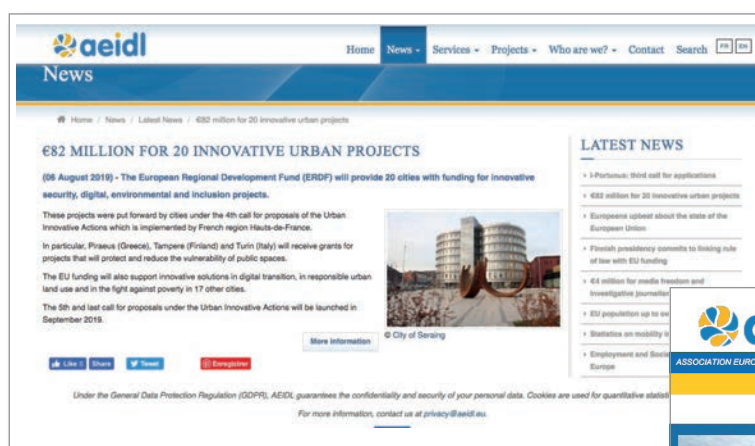 aeidl
Home News Services Projects Who are we? Contact Search FR EN
News
Home / News / Latest News / €82 million for 20 innovative urban projects
€82 MILLION FOR 20 INNOVATIVE URBAN PROJECTS
(06 August 2019) - The European Regional Development Fund (ERDF) will provide 20 cities with funding for innovative
security, digital, environmental and inclusion projects.
These projects were put forward by cities under the 4th call for proposals of the Urban
Innovative Actions which is implemented by French region Hauts-de-France.
In particular, Piraeus (Greece), Tampere (Finland) and Turin (Italy) will receive grants for
projects that will protect and reduce the vulnerability of public spaces.
The EU funding will also support innovative solutions in digital transition, in responsible urban
land use and in the fight against poverty in 17 other cities.
The 5th and last call for proposals under the Urban Innovative Actions will be launched in
September 2019.
More information
© City of Seraing
Like Share Tweet Enregistrer
LATEST NEWS
I-Portunus: third call for applications
€82 million for 20 innovative urban projects
Europeans upbeat about the state of the
European Union
Finnish presidency commits to linking rule
of law with EU funding
€4 million for media freedom and
investigative journalism
EU population up to
Statistics on mobility
Employment and
Europe
ASSOCIATION
Under the General Data Protection Regulation (GDPR), AEIDL guarantees the confidentiality and security of your personal data. Cookies are used for quantitative
For more information, contact us at privacy@aeidl.eu.